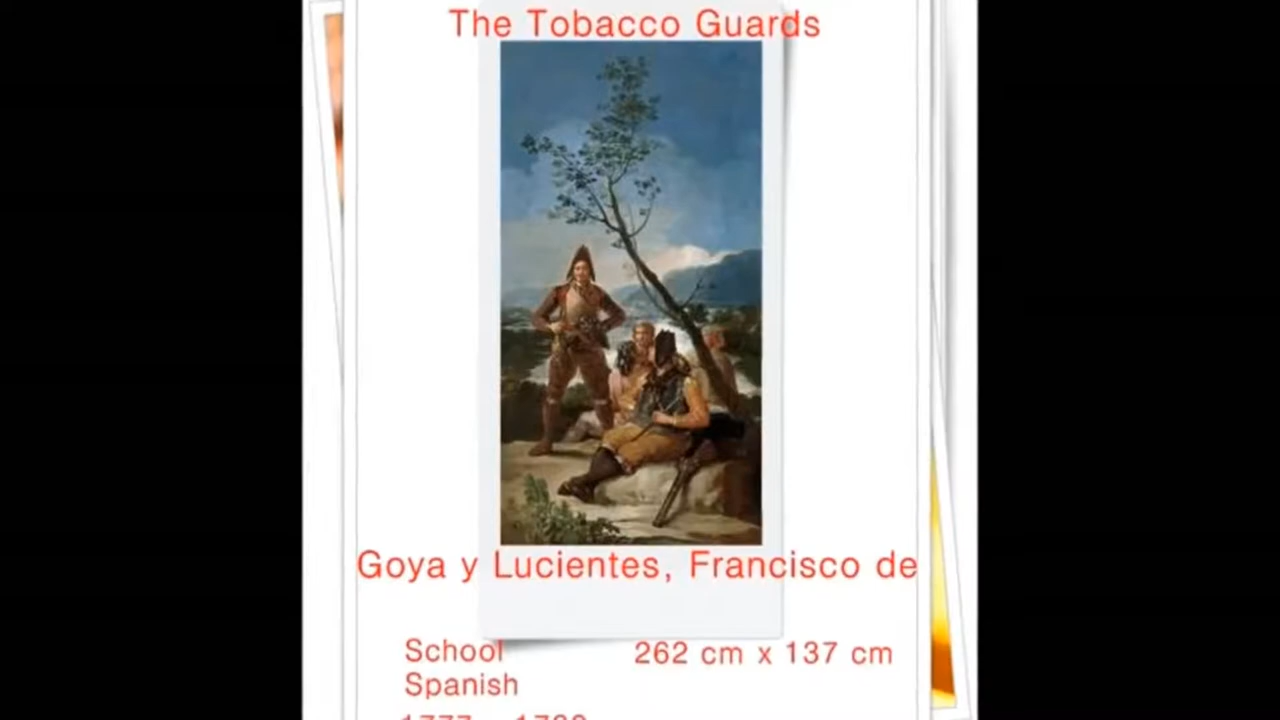 The Tobacco Guards
Goya y Lucientes, Francisco de
School
262 cm x 137 cm
Spanish